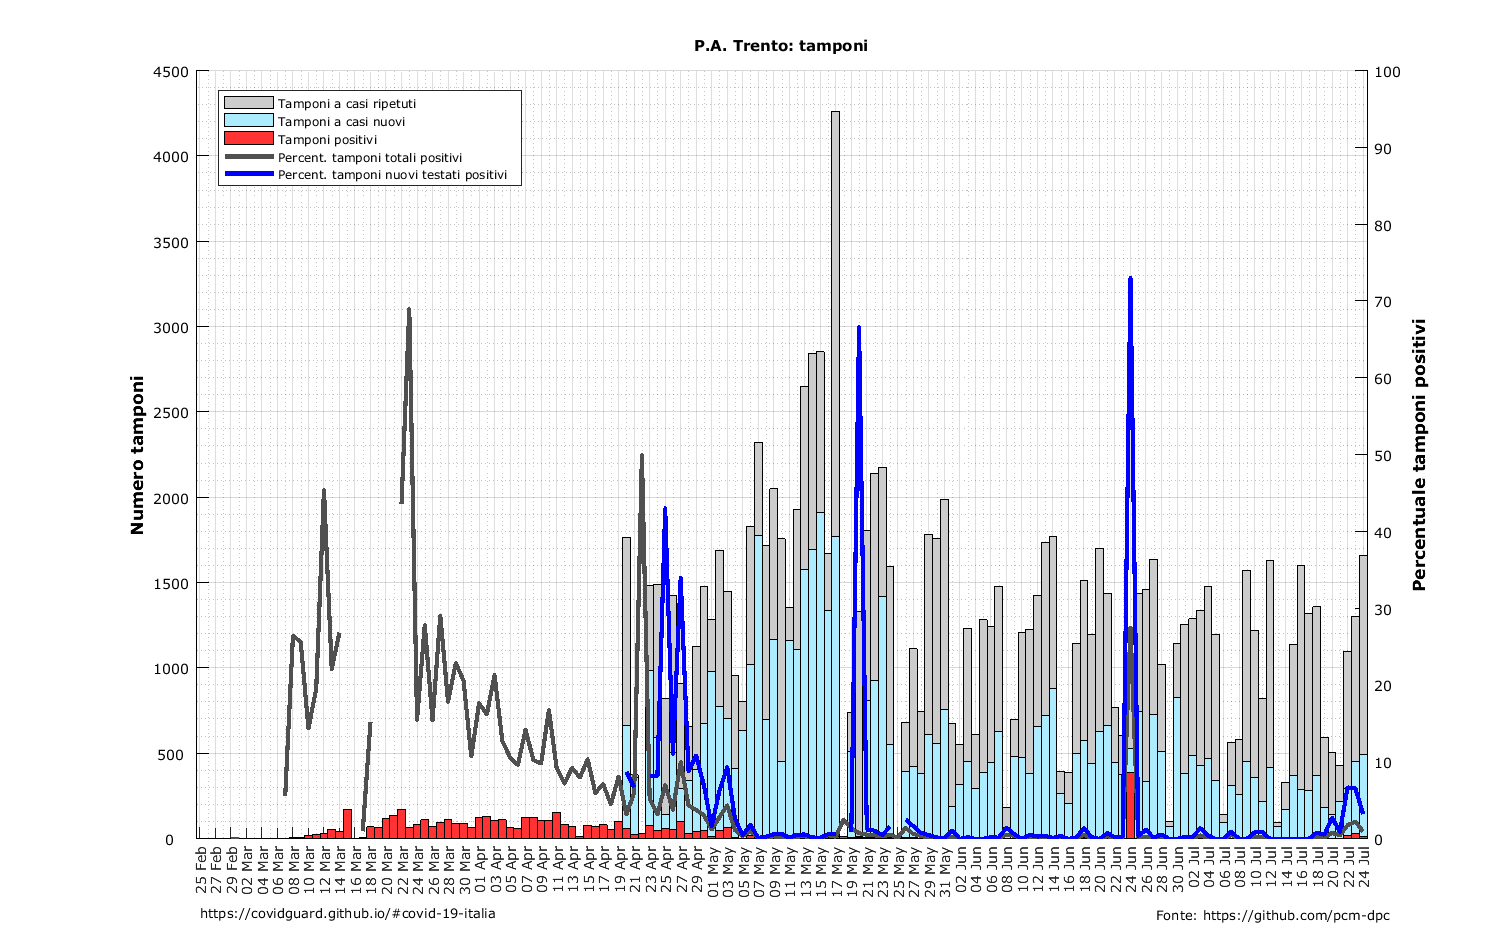 P.A. Trento: tamponi
4500
4000
3500
3000
2500
2000
1500
1000
500
0
Numero tamponi
Tamponi a casi ripetuti
Tamponi a casi nuovi
Tamponi positivi
Percent. tamponi totali positivi
Percent. tamponi nuovi testati positivi
100
90
80
70
60
50
40
30
20
10
0
Percentuale tamponi positivi
25 Feb
27 Feb
29 Feb
02 Mar
04 Mar
06 Mar
08 Mar
10 Mar
12 Mar
14 Mar
16 Mar
18 Mar
20 Mar
22 Mar
24 Mar
26 Mar
28 Mar
30 Mar
01 Apr
03 Apr
05 Apr
07 Apr
09 Apr
11 Apr
13 Apr
15 Apr
17 Apr
19 Apr
21 Apr
23 Apr
25 Apr
27 Apr
29 Apr
01 May
03 May
05 May
07 May
09 May
11 May
13 May
15 May
17 May
19 May
21 May
23 May
25 May
27 May
29 May
31 May
02 Jun
04 Jun
06 Jun
08 Jun
10 Jun
12 Jun
14 Jun
16 Jun
18 Jun
20 Jun
22 Jun
24 Jun
26 Jun
28 Jun
30 Jun
02 Jul
04 Jul
06 Jul
08 Jul
10 Jul
12 Jul
14 Jul
16 Jul
18 Jul
20 Jul
22 Jul
24 Jul
https://covidguard.github.io/#covid-19-italia
Fonte: https://github.com/pcm-dpc